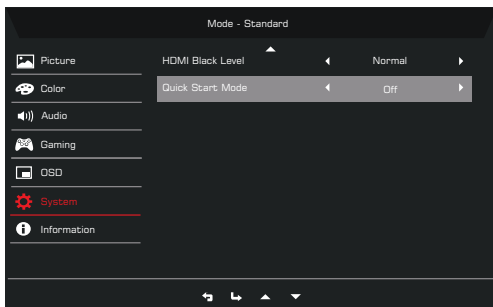 Mode - Standard
Picture
HDMI Black Level
Normal
Color
Quick Start Mode
Off
Audio
Gaming
OSD
System
Information